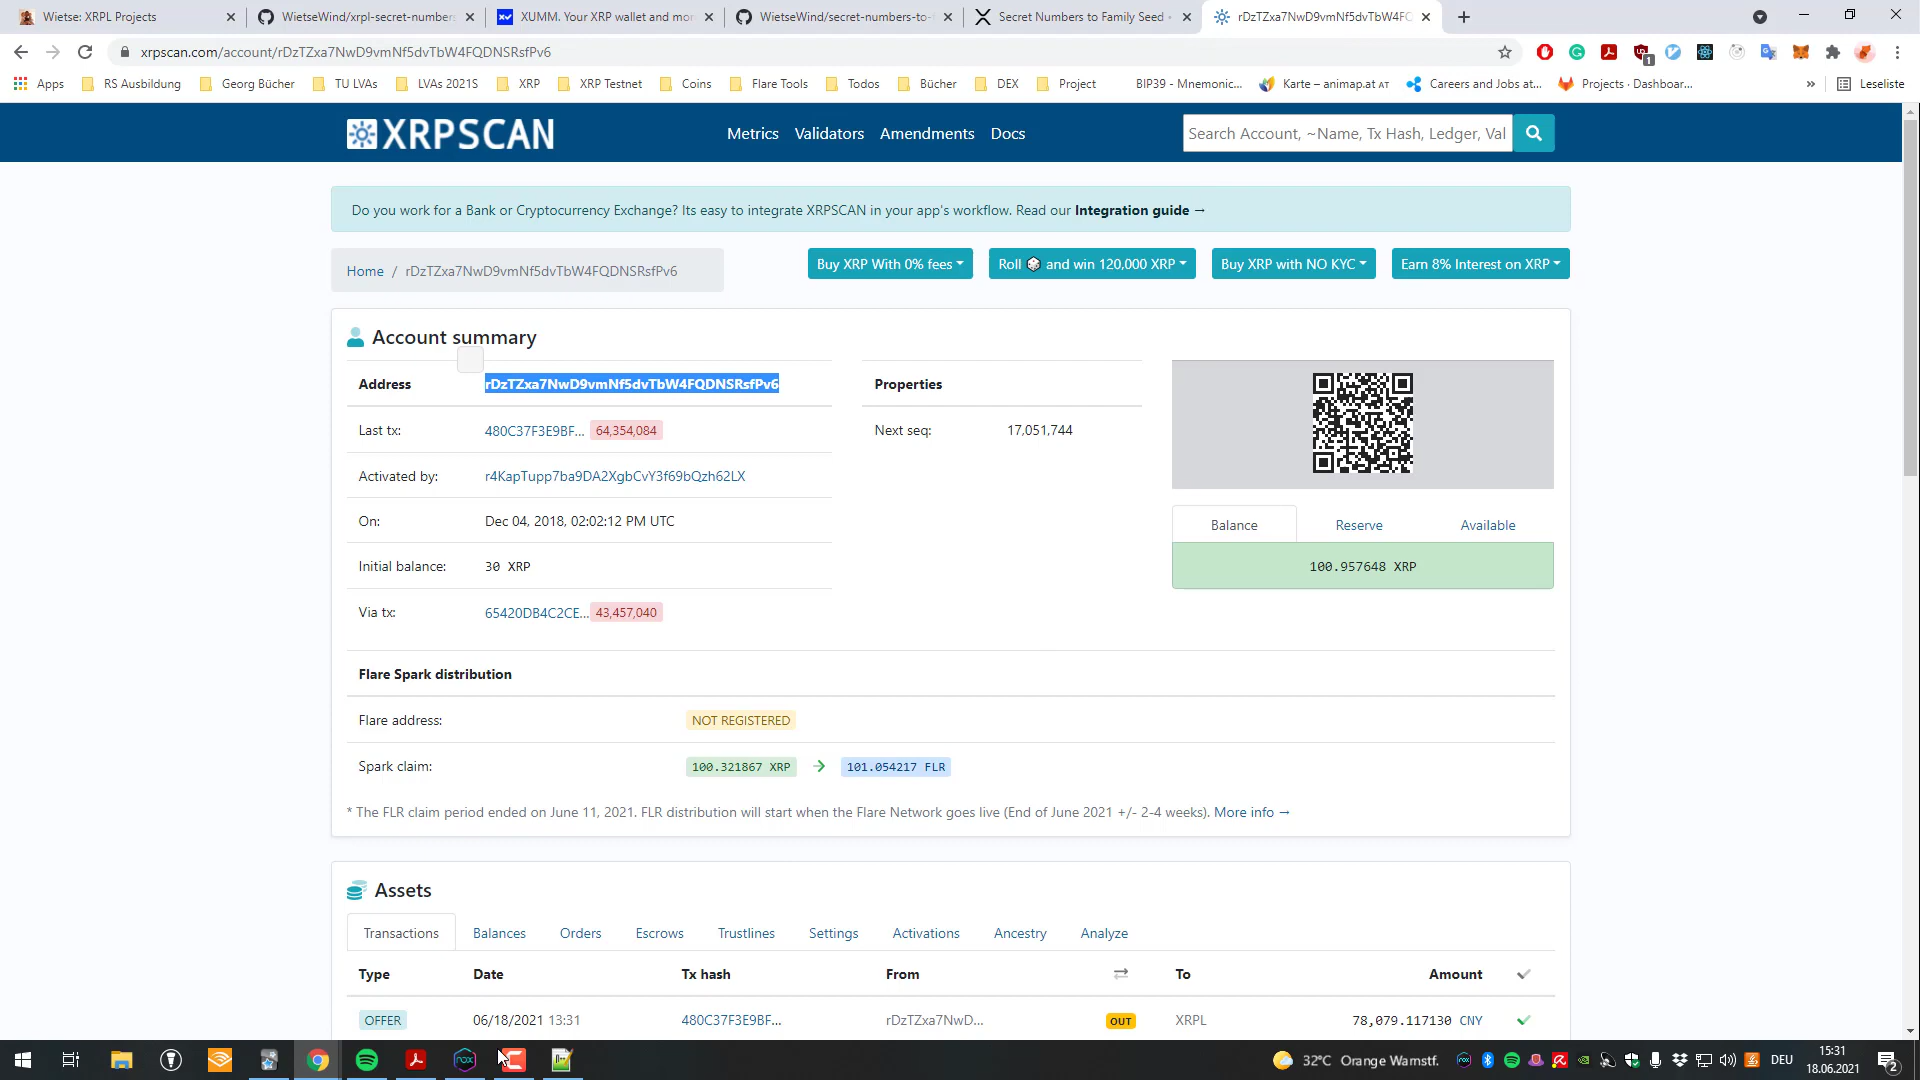 Wietse: XRPL Projects
WietseWind/xrpl-secret-numbers
XUMM. Your XRP wallet and mor
WietseWind/secret-numbers-to-
Secret Numbers to Family Seed
rDzTZxa7NwD9vmNf5dvTbW4FQ
xrpscan.com/account/rDzTZxa7NwD9vmNf5dvTbW4FQDNSRsfPv6
Apps
RS Ausbildung
Georg Bücher
TU LVAs
LVAs 2021S
XRP
XRP Testnet
Coins
Flare Tools
Todos
Bücher
DEX
Project
BIP39 - Mnemonic...
Karte – animap.at AT
Careers and Jobs at...
Projects · Dashboar...
»
Leseliste
XRPSCAN
Metrics
Validators
Amendments
Docs
Search Account, ~Name, Tx Hash, Ledger, Val
Do you work for a Bank or Cryptocurrency Exchange? Its easy to integrate XRPSCAN in your app's workflow. Read our Integration guide →
Home / rDzTZxa7NwD9vmNf5dvTbW4FQDNSRsfPv6
Buy XRP With 0% fees
Roll 🎲 and win 120,000 XRP
Buy XRP with NO KYC
Earn 8% Interest on XRP
Account summary
Address rDzTZxa7NwD9vmNf5dvTbW4FQDNSRsfPv6
Last tx: 480C37F3E9BF... 64,354,084
Activated by: r4KapTupp7ba9DA2XgbCvY3f69bQzh62LX
On: Dec 04, 2018, 02:02:12 PM UTC
Initial balance: 30 XRP
Via tx: 65420DB4C2CE... 43,457,040
Properties
Next seq: 17,051,744
Balance
Reserve
Available
100.957648 XRP
Flare Spark distribution
Flare address: NOT REGISTERED
Spark claim: 100.321867 XRP → 101.054217 FLR
* The FLR claim period ended on June 11, 2021. FLR distribution will start when the Flare Network goes live (End of June 2021 +/- 2-4 weeks). More info →
Assets
Transactions
Balances
Orders
Escrows
Trustlines
Settings
Activations
Ancestry
Analyze
Type Date Tx hash From To Amount
OFFER 06/18/2021 13:31 480C37F3E9BF... rDzTZxa7NwD... OUT XRPL 78,079.117130 CNY
32°C Orange Warnstf.
DEU
15:31
18.06.2021
2